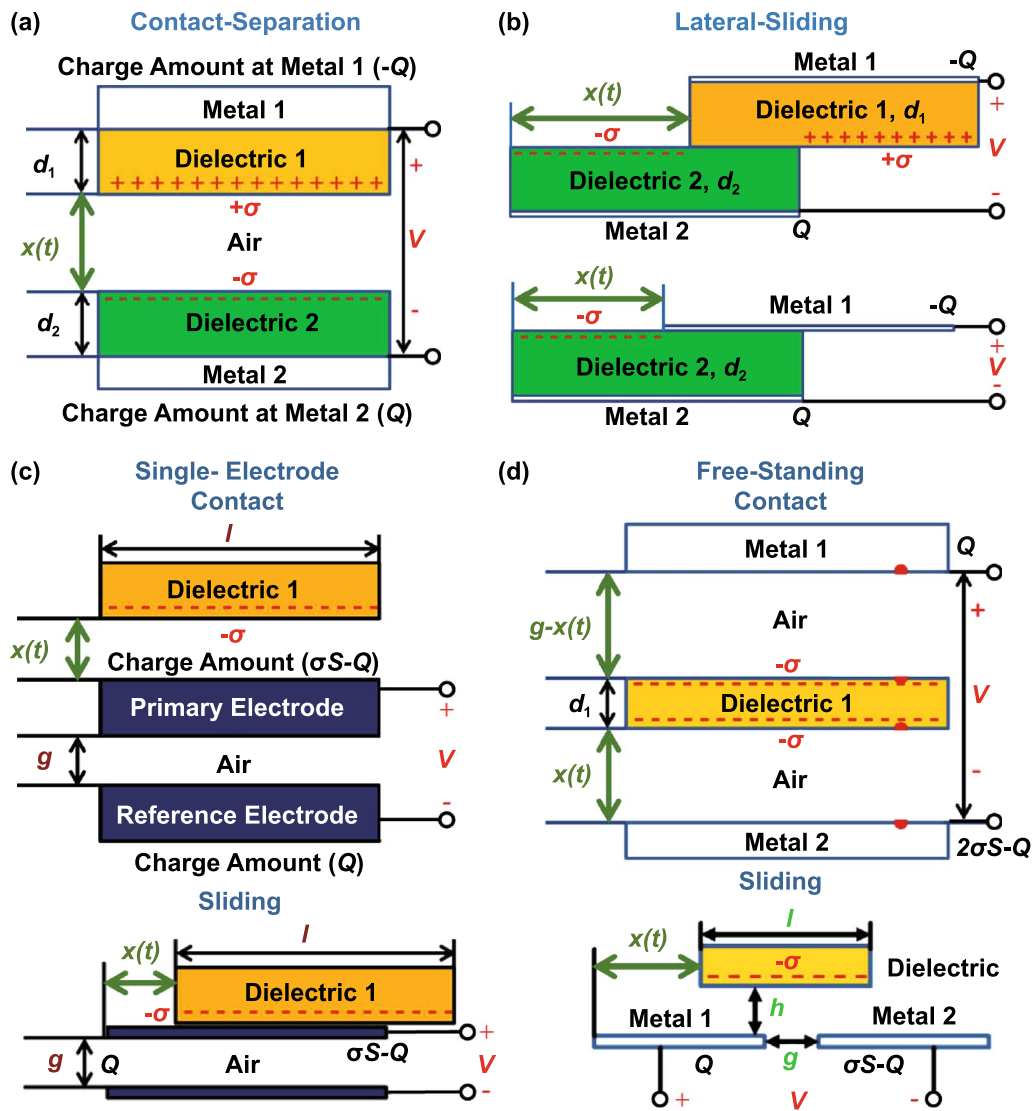 (a)
Contact-Separation
Charge Amount at Metal 1 (-Q)
Metal 1
d1
Dielectric 1
+ + + + + + + + + + + + +
+σ
x(t)
Air
-σ
d2
Dielectric 2
Metal 2
+
V
-
Charge Amount at Metal 2 (Q)
(b)
Lateral-Sliding
Metal 1
-Q
x(t)
-σ
Dielectric 1, d1
+ + + + + + + + + +
+σ
+
V
-
Dielectric 2, d2
Metal 2
Q
x(t)
-σ
Metal 1
-Q
Dielectric 2, d2
+
V
-
Metal 2
Q
(c)
Single- Electrode
Contact
l
Dielectric 1
-σ
x(t)
Charge Amount (σS-Q)
Primary Electrode
+
g
Air
V
Reference Electrode
-
Charge Amount (Q)
Sliding
l
x(t)
Dielectric 1
-σ
+
g
Q
Air
σS-Q
V
-
(d)
Free-Standing
Contact
Metal 1
Q
+
g-x(t)
Air
-σ
d1
Dielectric 1
V
-σ
x(t)
Air
-
Metal 2
2σS-Q
Sliding
l
x(t)
-σ
Dielectric
h
Metal 1
Metal 2
Q
g
σS-Q
+
V
-